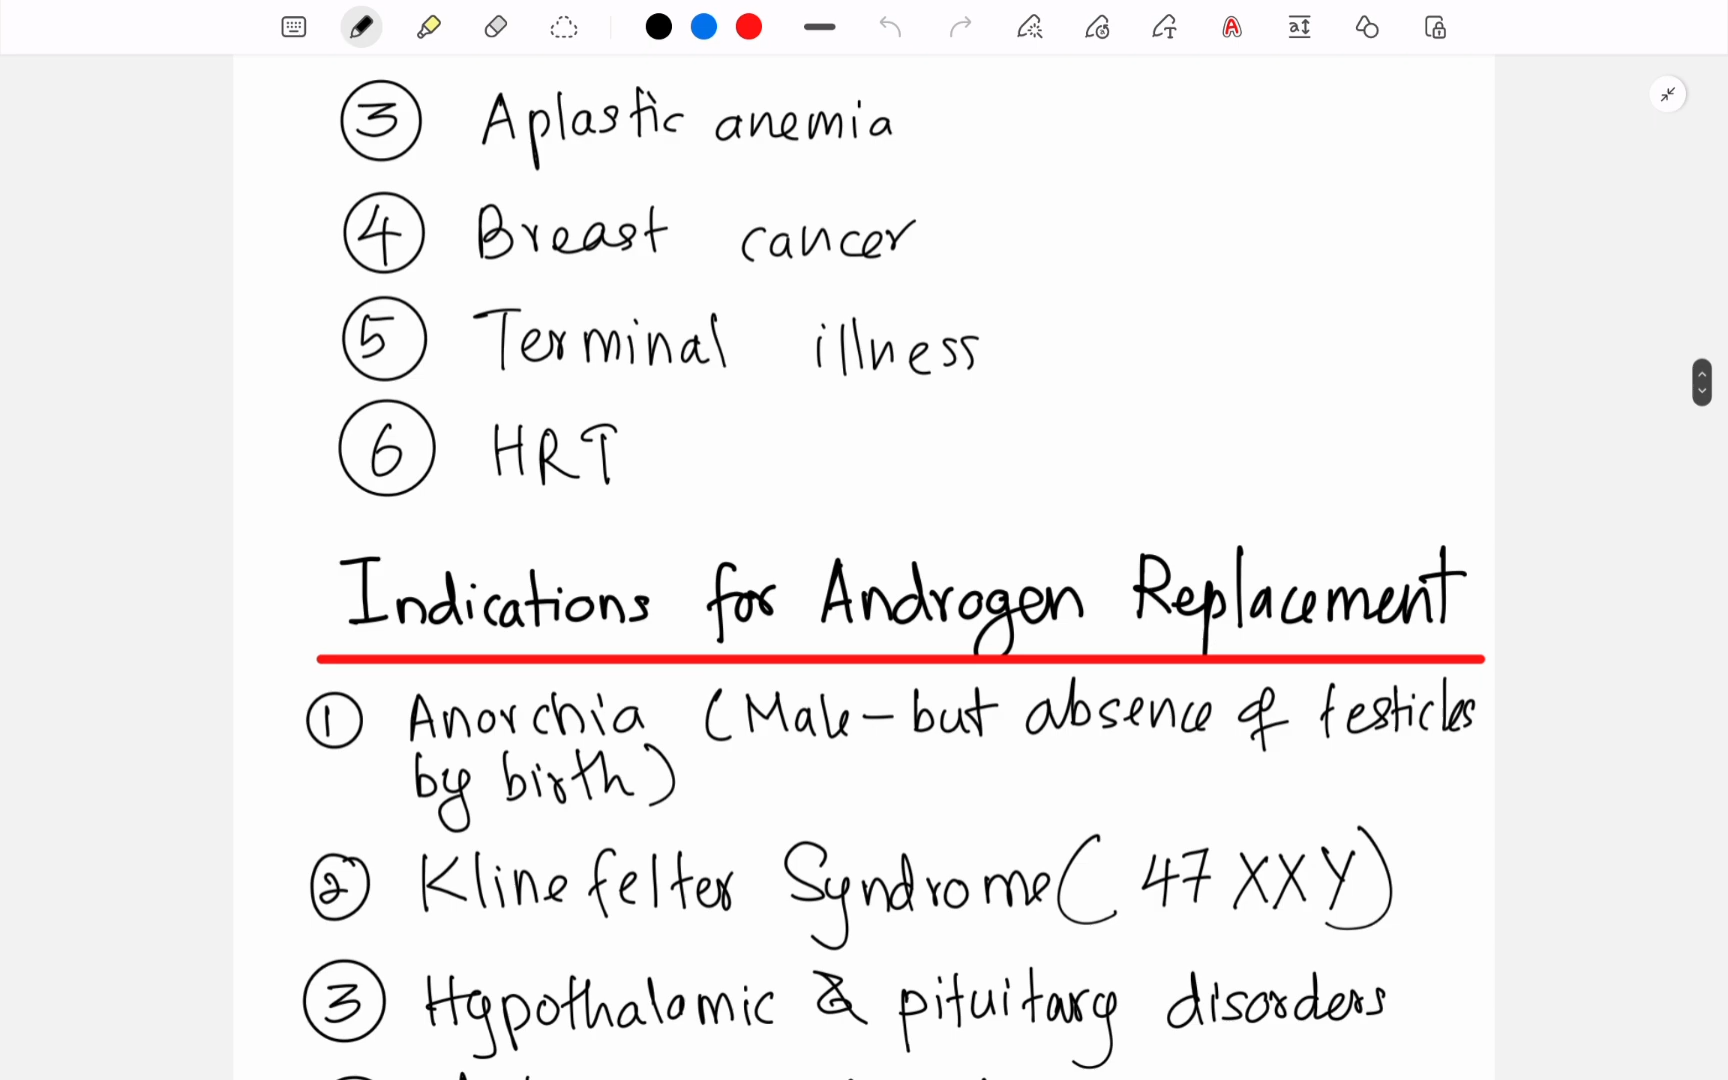 ③ Aplastic anemia
④ Breast cancer
⑤ Terminal illness
⑥ HRT
Indications for Androgen Replacement
① Anorchia (Male - but absence of testicles
by birth)
② Klinefelter Syndrome ( 47 XXY)
③ Hypothalamic & pituitary disorders